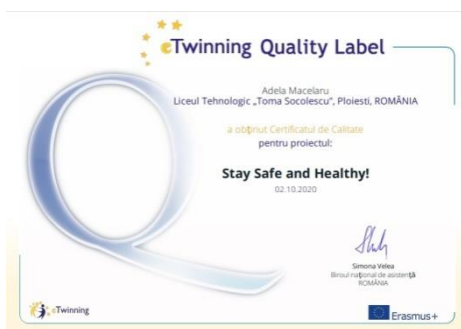 eTwinning Quality Label
Adela Macelaru
Liceul Tehnologic „Toma Socolescu", Ploiesti, ROMÂNIA
a obținut Certificatul de Calitate
pentru proiectul:
Stay Safe and Healthy!
02.10.2020
Simona Velea
Biroul național de asistență
ROMÂNIA
eTwinning
Erasmus+